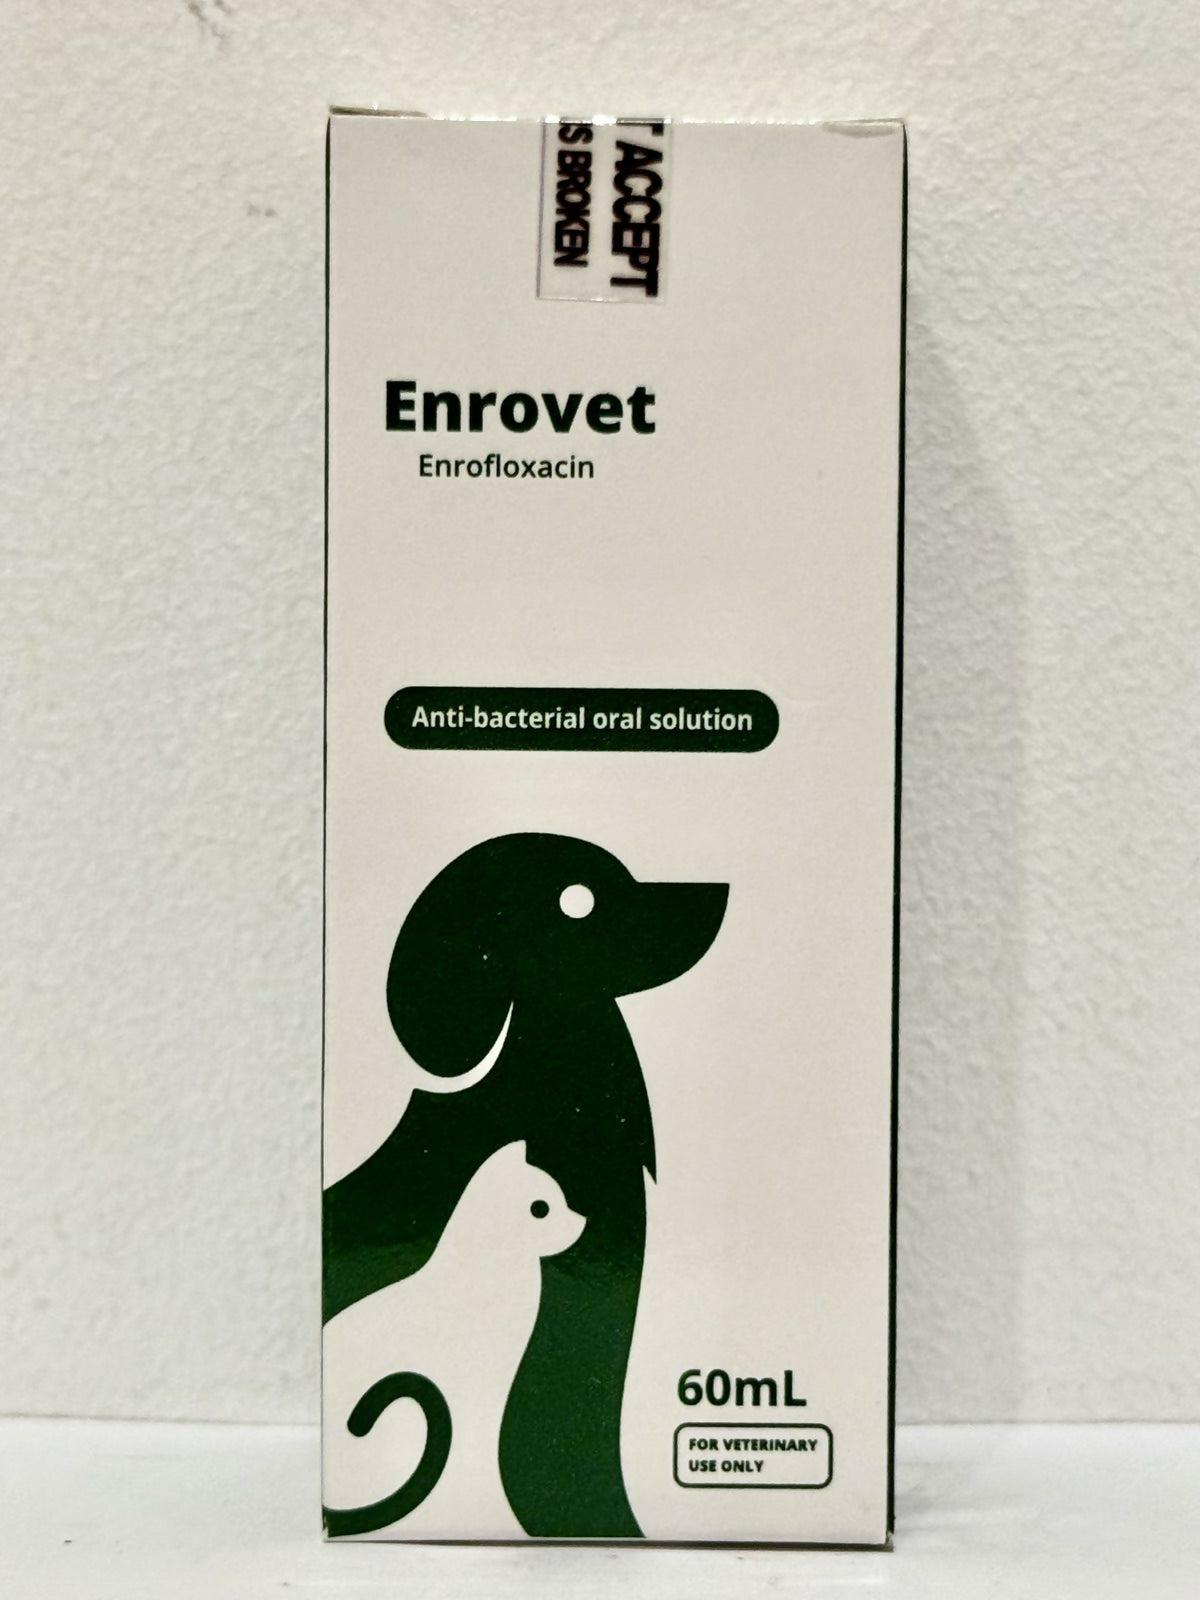 ACCEPT
BROKEN
Enrovet
Enrofloxacin
Anti-bacterial oral solution
60mL
FOR VETERINARY
USE ONLY